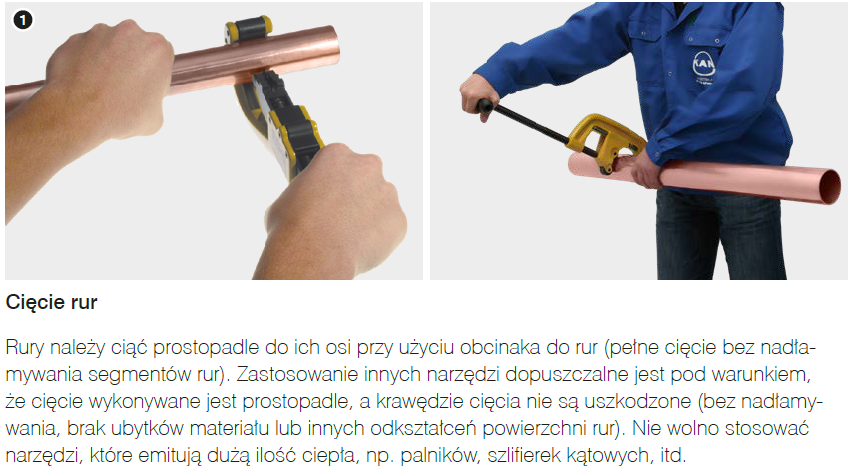 1
KAN
Cięcie rur
Rury należy ciąć prostopadle do ich osi przy użyciu obcinaka do rur (pełne cięcie bez nadła-
mywania segmentów rur). Zastosowanie innych narzędzi dopuszczalne jest pod warunkiem,
że cięcie wykonywane jest prostopadle, a krawędzie cięcia nie są uszkodzone (bez nadłamy-
wania, brak ubytków materiału lub innych odkształceń powierzchni rur). Nie wolno stosować
narzędzi, które emitują dużą ilość ciepła, np. palników, szlifierek kątowych, itd.